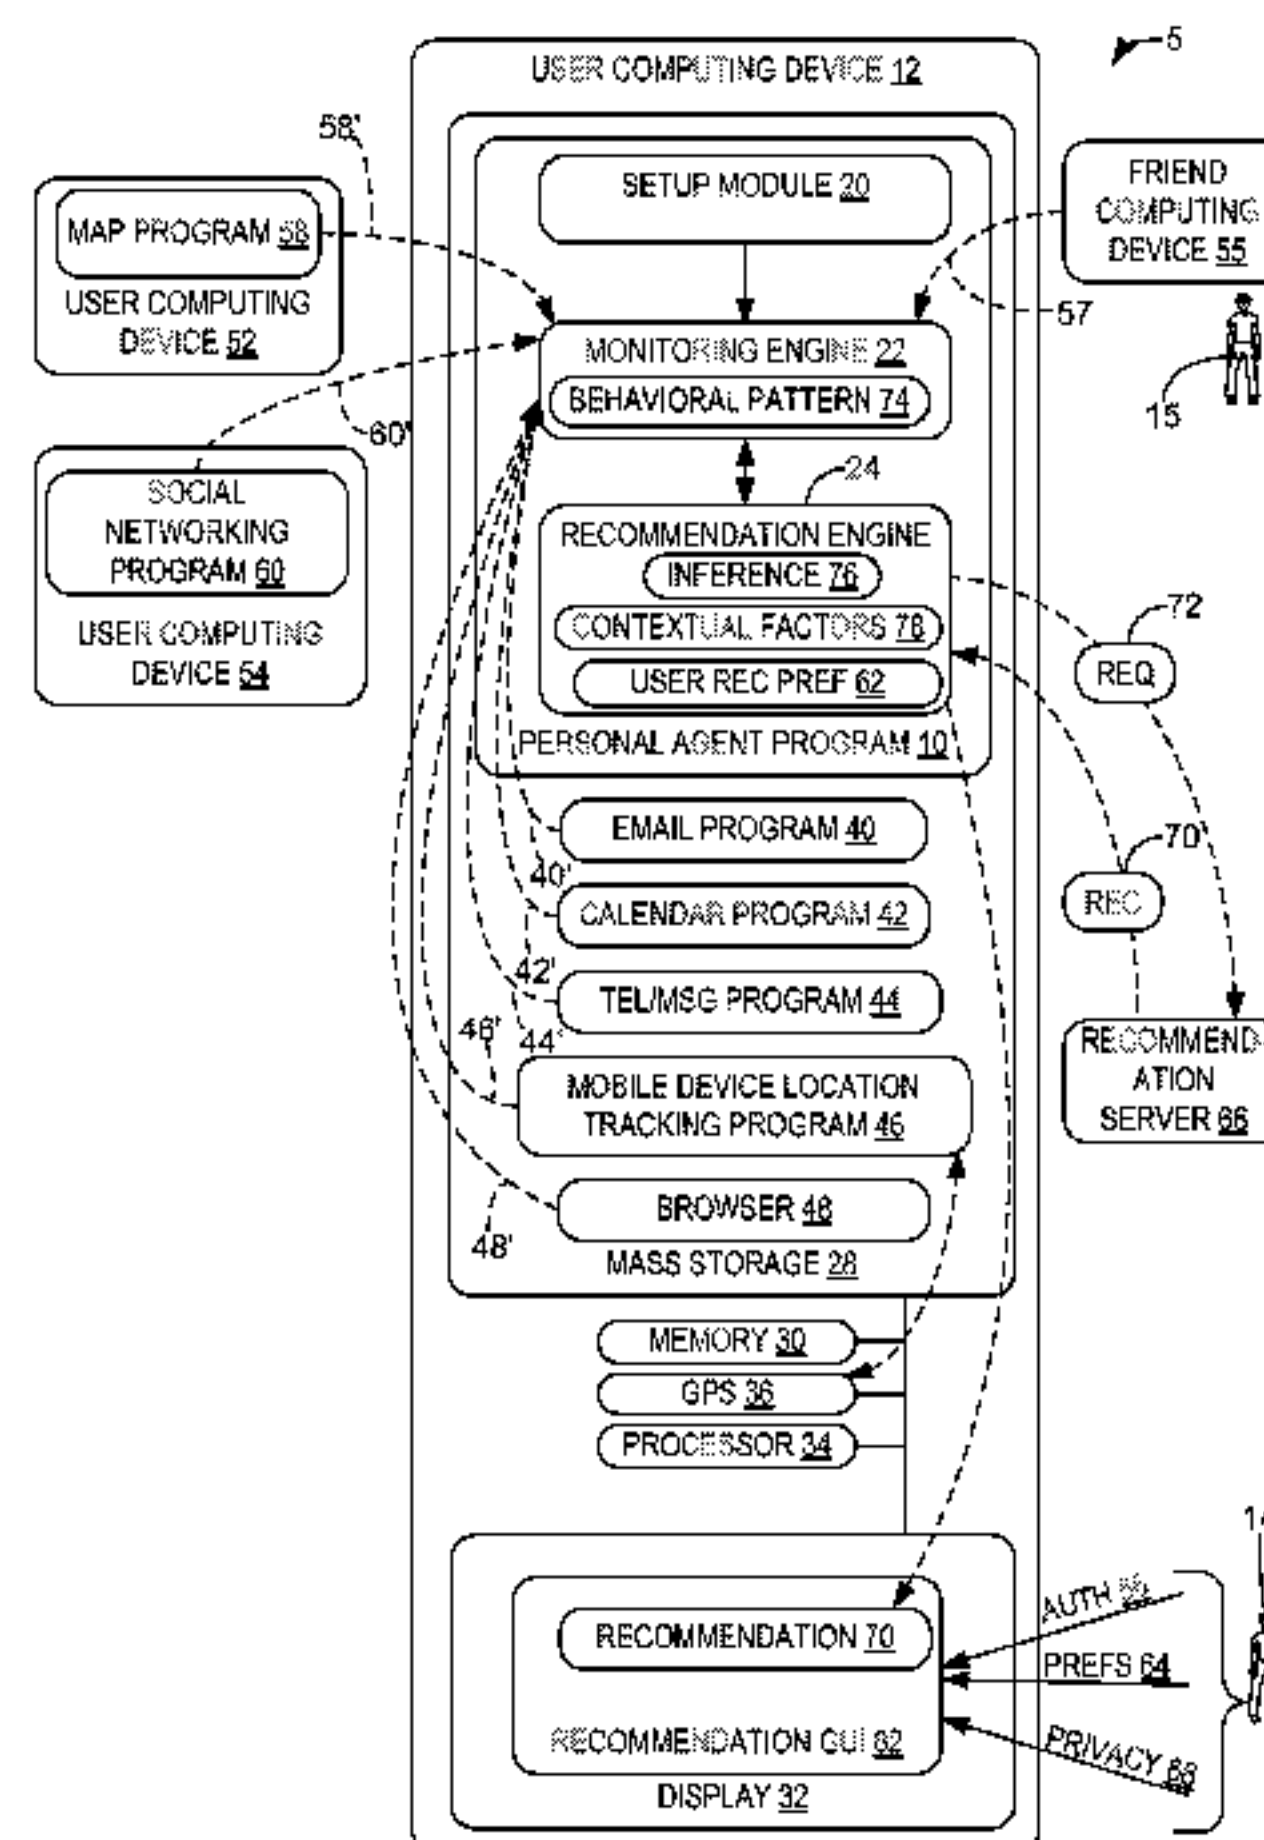 5
USER COMPUTING DEVICE 12
58'
SETUP MODULE 20
FRIEND
COMPUTING
DEVICE 55
MAP PROGRAM 58
USER COMPUTING
DEVICE 52
57
MONITORING ENGINE 22
BEHAVIORAL PATTERN 74
15
60'
24
SOCIAL
NETWORKING
PROGRAM 60
USER COMPUTING
DEVICE 54
RECOMMENDATION ENGINE
INFERENCE 76
CONTEXTUAL FACTORS 78
USER REC PREF 62
72
REQ
PERSONAL AGENT PROGRAM 10
EMAIL PROGRAM 40
70
40'
REC
CALENDAR PROGRAM 42
42'
TEL/MSG PROGRAM 44
46'
44'
RECOMMEND-
ATION
SERVER 66
MOBILE DEVICE LOCATION
TRACKING PROGRAM 46
BROWSER 48
48'
MASS STORAGE 28
MEMORY 30
GPS 36
PROCESSOR 34
AUTH
RECOMMENDATION 70
PREFS 64
RECOMMENDATION GUI
PRIVACY
DISPLAY 32